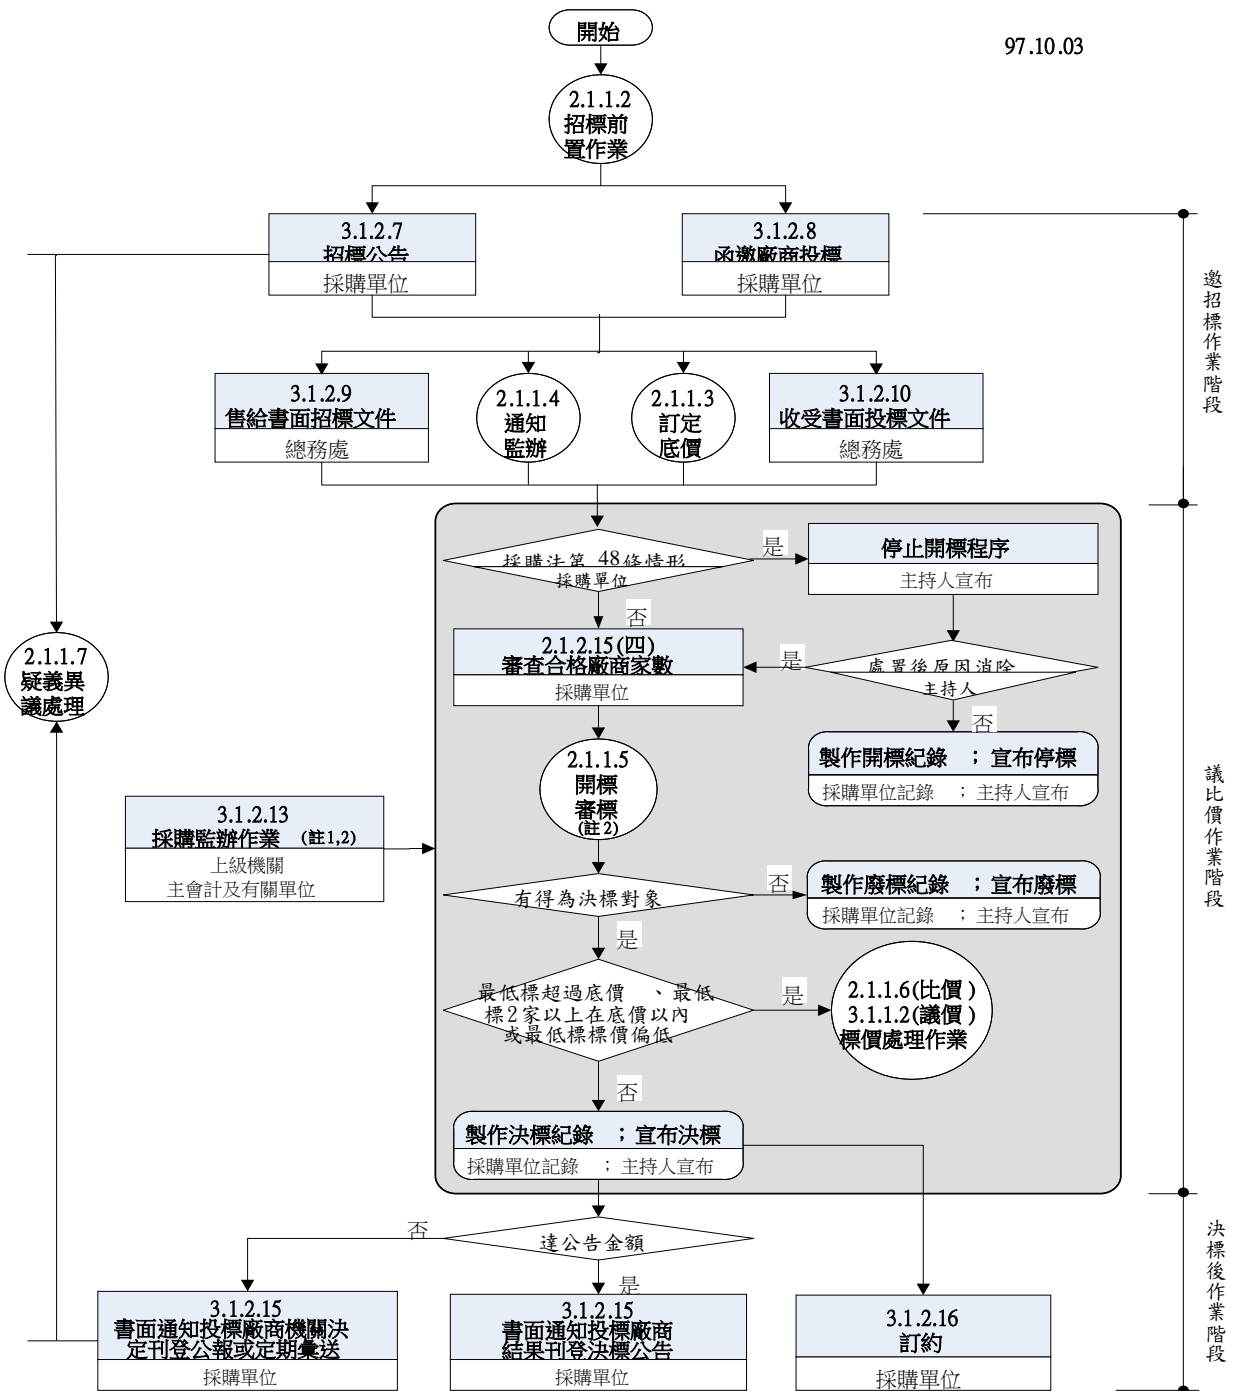 開始
97.10.03
2.1.1.2
招標前
置作業
3.1.2.7
招標公告
採購單位
3.1.2.8
函邀廠商投標
採購單位
邀招標作業階段
3.1.2.9
售給書面招標文件
總務處
2.1.1.4
通知
監辦
2.1.1.3
訂定
底價
3.1.2.10
收受書面投標文件
總務處
採購法第 48條情形
採購單位
是
停止開標程序
主持人宣布
否
2.1.1.7
疑義異
議處理
2.1.2.15(四)
審查合格廠商家數
採購單位
是
處置後原因消除
主持人
否
2.1.1.5
開標
審標
(註2)
製作開標紀錄 ；宣布停標
採購單位記錄 ；主持人宣布
議比價作業階段
3.1.2.13
採購監辦作業 (註1,2)
上級機關
主會計及有關單位
有得為決標對象
否
製作廢標紀錄 ；宣布廢標
採購單位記錄 ；主持人宣布
是
最低標超過底價 、最低
標2家以上在底價以內
或最低標標價偏低
是
2.1.1.6(比價)
3.1.1.2(議價)
標價處理作業
否
製作決標紀錄 ；宣布決標
採購單位記錄 ；主持人宣布
否
達公告金額
是
決標後作業階段
3.1.2.15
書面通知投標廠商機關決
定刊登公報或定期彙送
採購單位
3.1.2.15
書面通知投標廠商
結果刊登決標公告
採購單位
3.1.2.16
訂約
採購單位